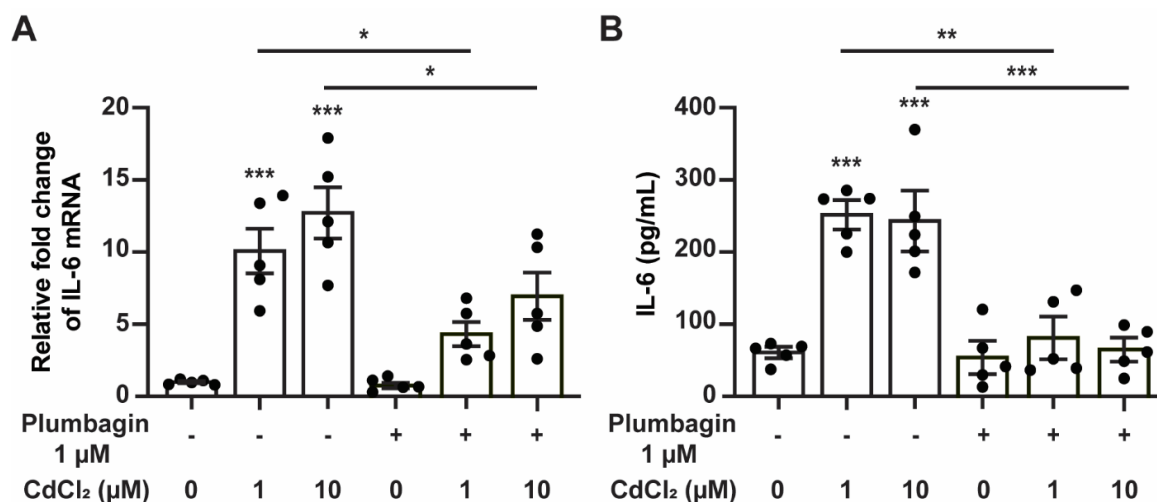 A
*
*
20
15
10
5
0
Relative fold change
of IL-6 mRNA
***
***
Plumbagin
1 µM
- - - + + +
CdCl₂ (µM) 0 1 10 0 1 10
B
**
***
400
300
200
100
0
IL-6 (pg/mL)
***
***
Plumbagin
1 µM
- - - + + +
CdCl₂ (µM) 0 1 10 0 1 10